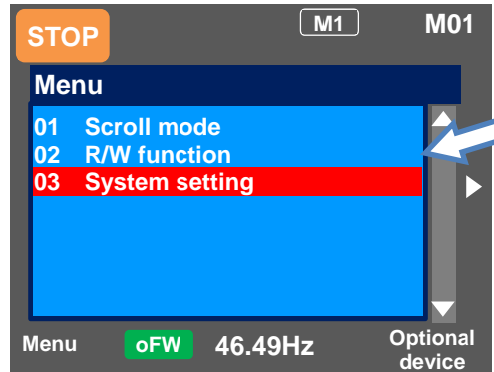 STOP M1 M01
Menu
01 Scroll mode
02 R/W function
03 System setting
Menu oFW 46.49Hz Optional
device